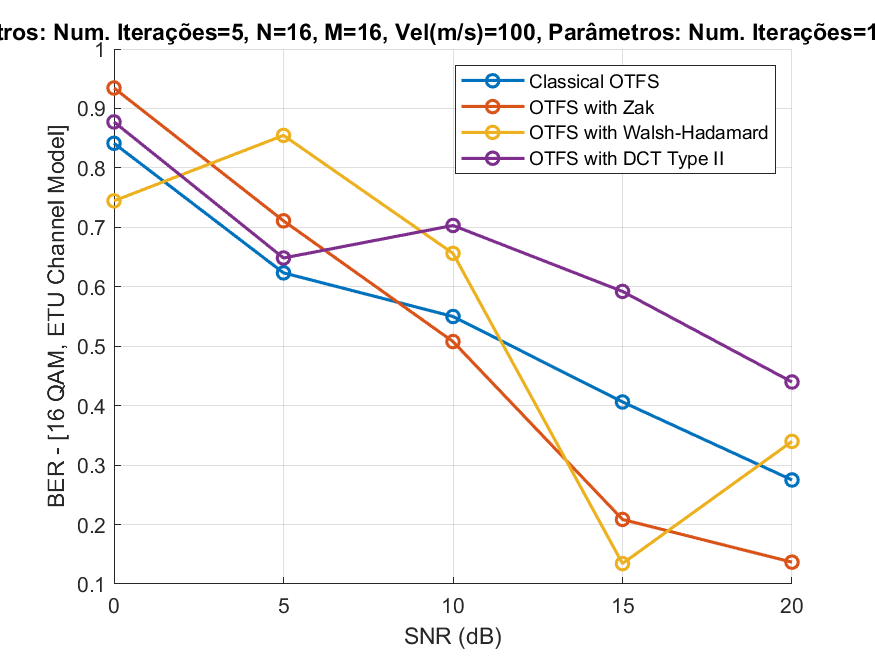 tros: Num. Iterações=5, N=16, M=16, Vel(m/s)=100, Parâmetros: Num. Iterações=1
1
0.9
0.8
0.7
0.6
0.5
0.4
0.3
0.2
0.1
BER - [16 QAM, ETU Channel Model]
Classical OTFS
OTFS with Zak
OTFS with Walsh-Hadamard
OTFS with DCT Type II
0 5 10 15 20
SNR (dB)